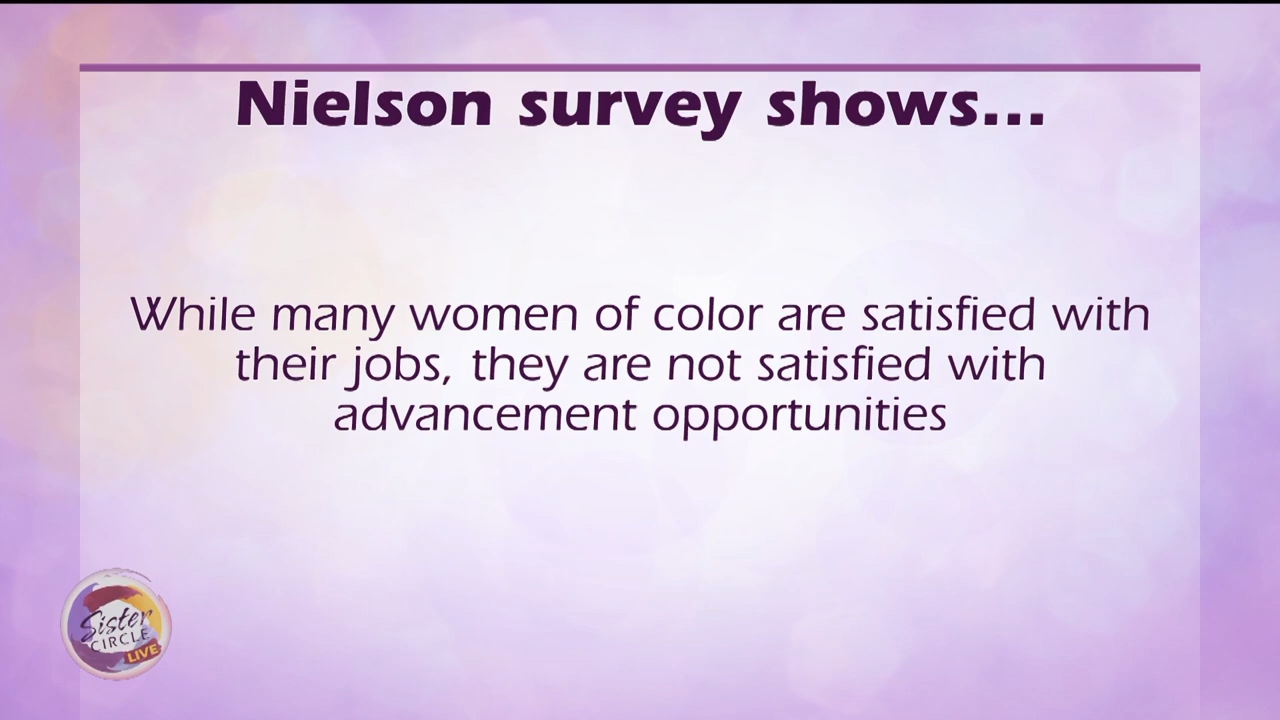 Nielson survey shows...
While many women of color are satisfied with
their jobs, they are not satisfied with
advancement opportunities
Sister
CIRCLE
LIVE